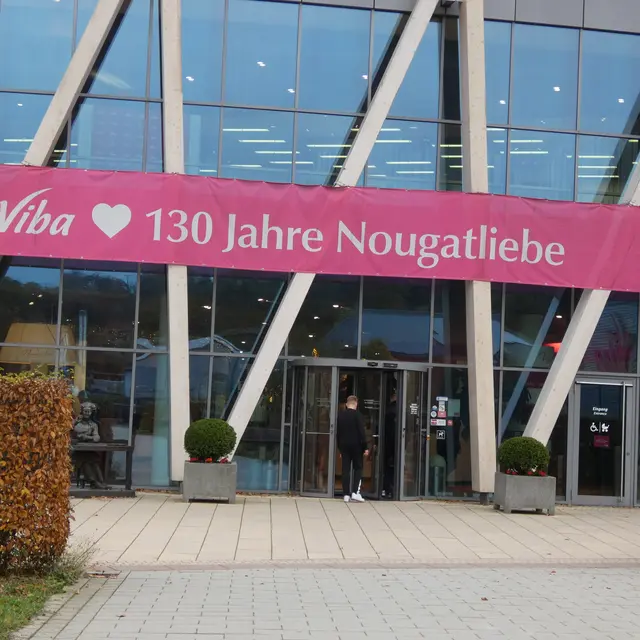 Viba ♥ 130 Jahre Nougatliebe
Eingang